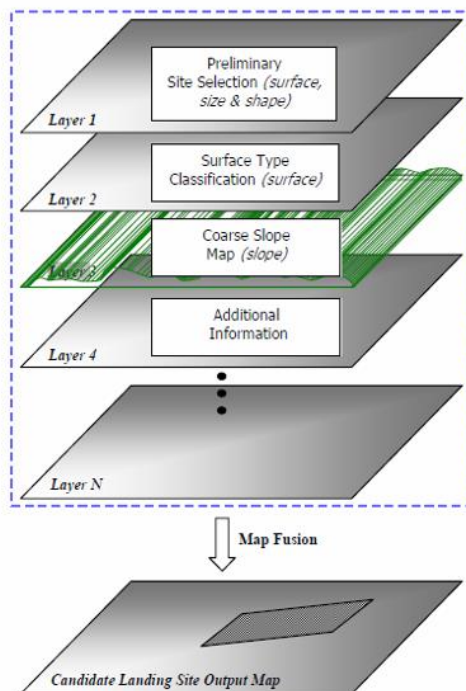 Preliminary
Site Selection (surface,
size & shape)
Layer 1
Surface Type
Classification (surface)
Layer 2
Coarse Slope
Map (slope)
Layer 3
Additional
Information
Layer 4
Layer N
Map Fusion
Candidate Landing Site Output Map